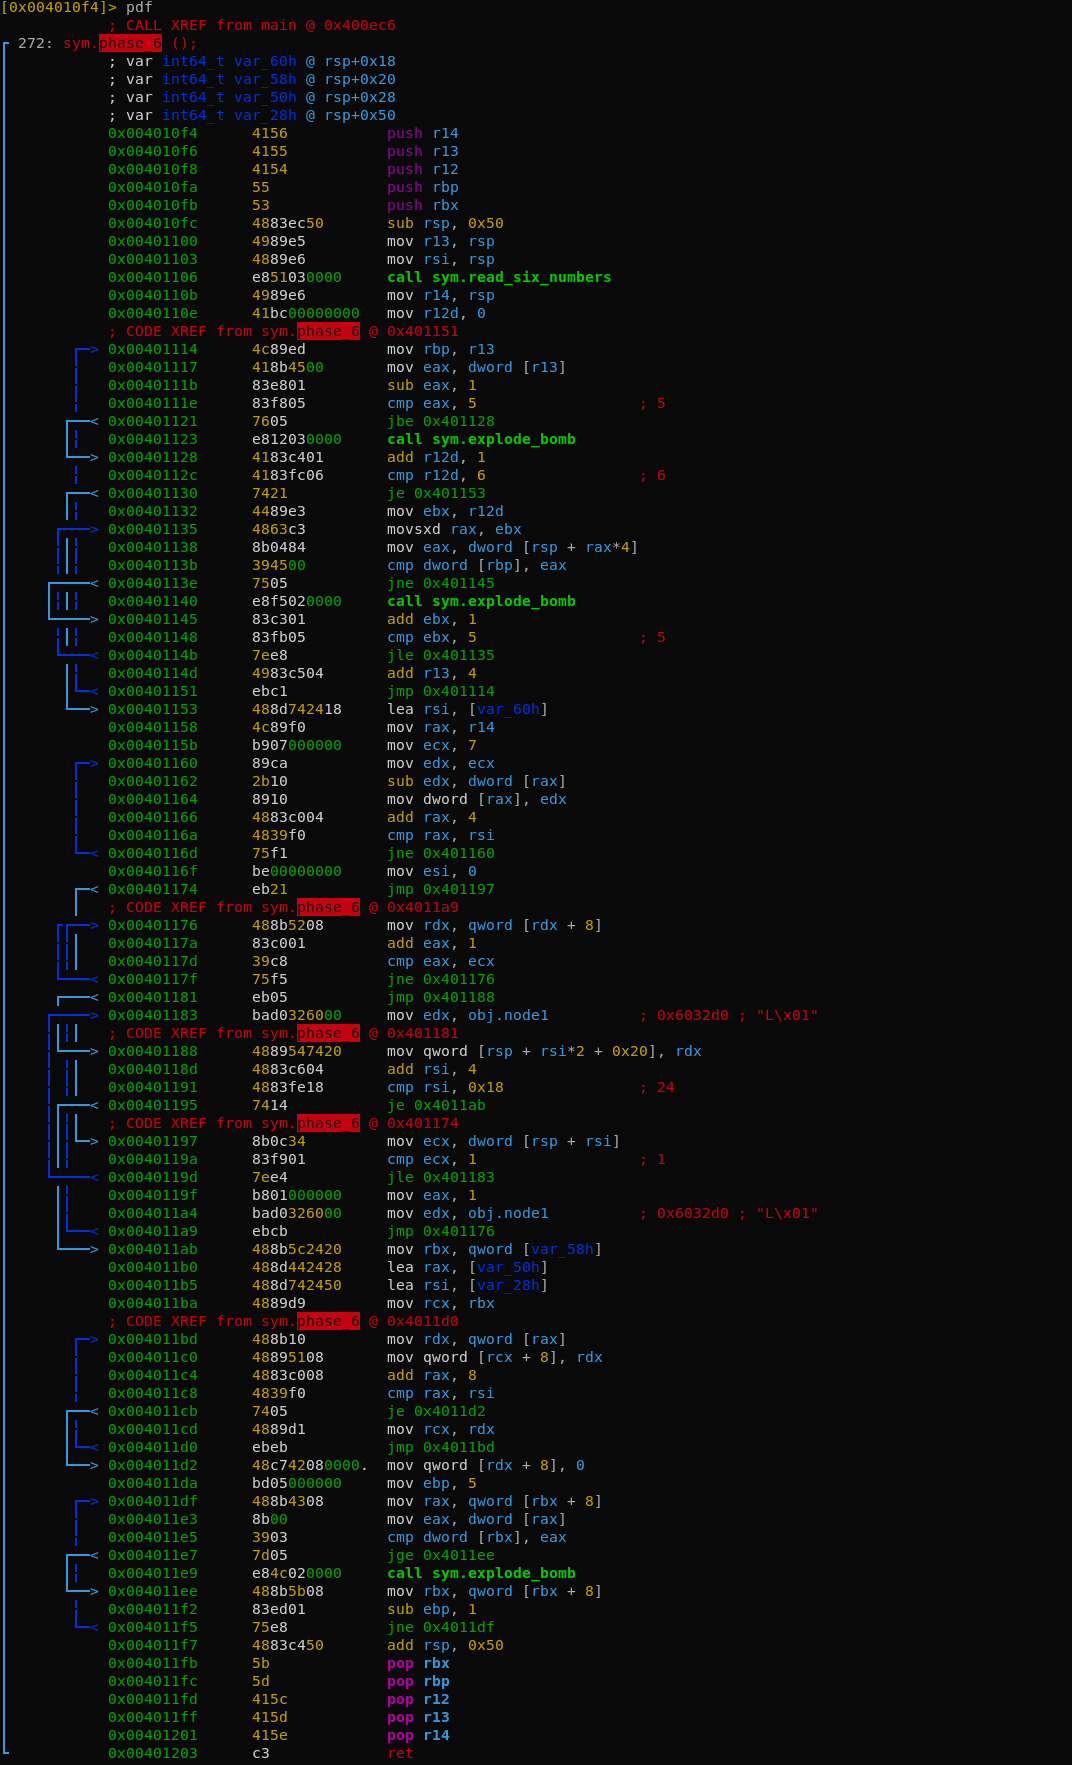 [0x004010f4]> pdf
; CALL XREF from main @ 0x400ec6
272: sym.phase_6 ();
; var int64_t var_60h @ rsp+0x18
; var int64_t var_58h @ rsp+0x20
; var int64_t var_50h @ rsp+0x28
; var int64_t var_28h @ rsp+0x50
0x004010f4 4156 push r14
0x004010f6 4155 push r13
0x004010f8 4154 push r12
0x004010fa 55 push rbp
0x004010fb 53 push rbx
0x004010fc 4883ec50 sub rsp, 0x50
0x00401100 4989e5 mov r13, rsp
0x00401103 4889e6 mov rsi, rsp
0x00401106 e851030000 call sym.read_six_numbers
0x0040110b 4989e6 mov r14, rsp
0x0040110e 41bc00000000 mov r12d, 0
; CODE XREF from sym.phase_6 @ 0x401151
> 0x00401114 4c89ed mov rbp, r13
0x00401117 418b4500 mov eax, dword [r13]
0x0040111b 83e801 sub eax, 1
0x0040111e 83f805 cmp eax, 5 ; 5
< 0x00401121 7605 jbe 0x401128
0x00401123 e812030000 call sym.explode_bomb
> 0x00401128 4183c401 add r12d, 1
0x0040112c 4183fc06 cmp r12d, 6 ; 6
< 0x00401130 7421 je 0x401153
0x00401132 4489e3 mov ebx, r12d
> 0x00401135 4863c3 movsxd rax, ebx
0x00401138 8b0484 mov eax, dword [rsp + rax*4]
0x0040113b 394500 cmp dword [rbp], eax
< 0x0040113e 7505 jne 0x401145
0x00401140 e8f5020000 call sym.explode_bomb
> 0x00401145 83c301 add ebx, 1
0x00401148 83fb05 cmp ebx, 5 ; 5
< 0x0040114b 7ee8 jle 0x401135
0x0040114d 4983c504 add r13, 4
< 0x00401151 ebc1 jmp 0x401114
> 0x00401153 488d742418 lea rsi, [var_60h]
0x00401158 4c89f0 mov rax, r14
0x0040115b b907000000 mov ecx, 7
> 0x00401160 89ca mov edx, ecx
0x00401162 2b10 sub edx, dword [rax]
0x00401164 8910 mov dword [rax], edx
0x00401166 4883c004 add rax, 4
0x0040116a 4839f0 cmp rax, rsi
< 0x0040116d 75f1 jne 0x401160
0x0040116f be00000000 mov esi, 0
< 0x00401174 eb21 jmp 0x401197
; CODE XREF from sym.phase_6 @ 0x4011a9
> 0x00401176 488b5208 mov rdx, qword [rdx + 8]
0x0040117a 83c001 add eax, 1
0x0040117d 39c8 cmp eax, ecx
< 0x0040117f 75f5 jne 0x401176
< 0x00401181 eb05 jmp 0x401188
> 0x00401183 bad0326000 mov edx, obj.node1 ; 0x6032d0 ; "L\x01"
; CODE XREF from sym.phase_6 @ 0x401181
> 0x00401188 4889547420 mov qword [rsp + rsi*2 + 0x20], rdx
0x0040118d 4883c604 add rsi, 4
0x00401191 4883fe18 cmp rsi, 0x18 ; 24
< 0x00401195 7414 je 0x4011ab
; CODE XREF from sym.phase_6 @ 0x401174
> 0x00401197 8b0c34 mov ecx, dword [rsp + rsi]
0x0040119a 83f901 cmp ecx, 1 ; 1
< 0x0040119d 7ee4 jle 0x401183
0x0040119f b801000000 mov eax, 1
0x004011a4 bad0326000 mov edx, obj.node1 ; 0x6032d0 ; "L\x01"
< 0x004011a9 ebcb jmp 0x401176
> 0x004011ab 488b5c2420 mov rbx, qword [var_58h]
0x004011b0 488d442428 lea rax, [var_50h]
0x004011b5 488d742450 lea rsi, [var_28h]
0x004011ba 4889d9 mov rcx, rbx
; CODE XREF from sym.phase_6 @ 0x4011d0
> 0x004011bd 488b10 mov rdx, qword [rax]
0x004011c0 48895108 mov qword [rcx + 8], rdx
0x004011c4 4883c008 add rax, 8
0x004011c8 4839f0 cmp rax, rsi
< 0x004011cb 7405 je 0x4011d2
0x004011cd 4889d1 mov rcx, rdx
< 0x004011d0 ebeb jmp 0x4011bd
> 0x004011d2 48c742080000. mov qword [rdx + 8], 0
0x004011da bd05000000 mov ebp, 5
> 0x004011df 488b4308 mov rax, qword [rbx + 8]
0x004011e3 8b00 mov eax, dword [rax]
0x004011e5 3903 cmp dword [rbx], eax
< 0x004011e7 7d05 jge 0x4011ee
0x004011e9 e84c020000 call sym.explode_bomb
> 0x004011ee 488b5b08 mov rbx, qword [rbx + 8]
0x004011f2 83ed01 sub ebp, 1
< 0x004011f5 75e8 jne 0x4011df
0x004011f7 4883c450 add rsp, 0x50
0x004011fb 5b pop rbx
0x004011fc 5d pop rbp
0x004011fd 415c pop r12
0x004011ff 415d pop r13
0x00401201 415e pop r14
0x00401203 c3 ret